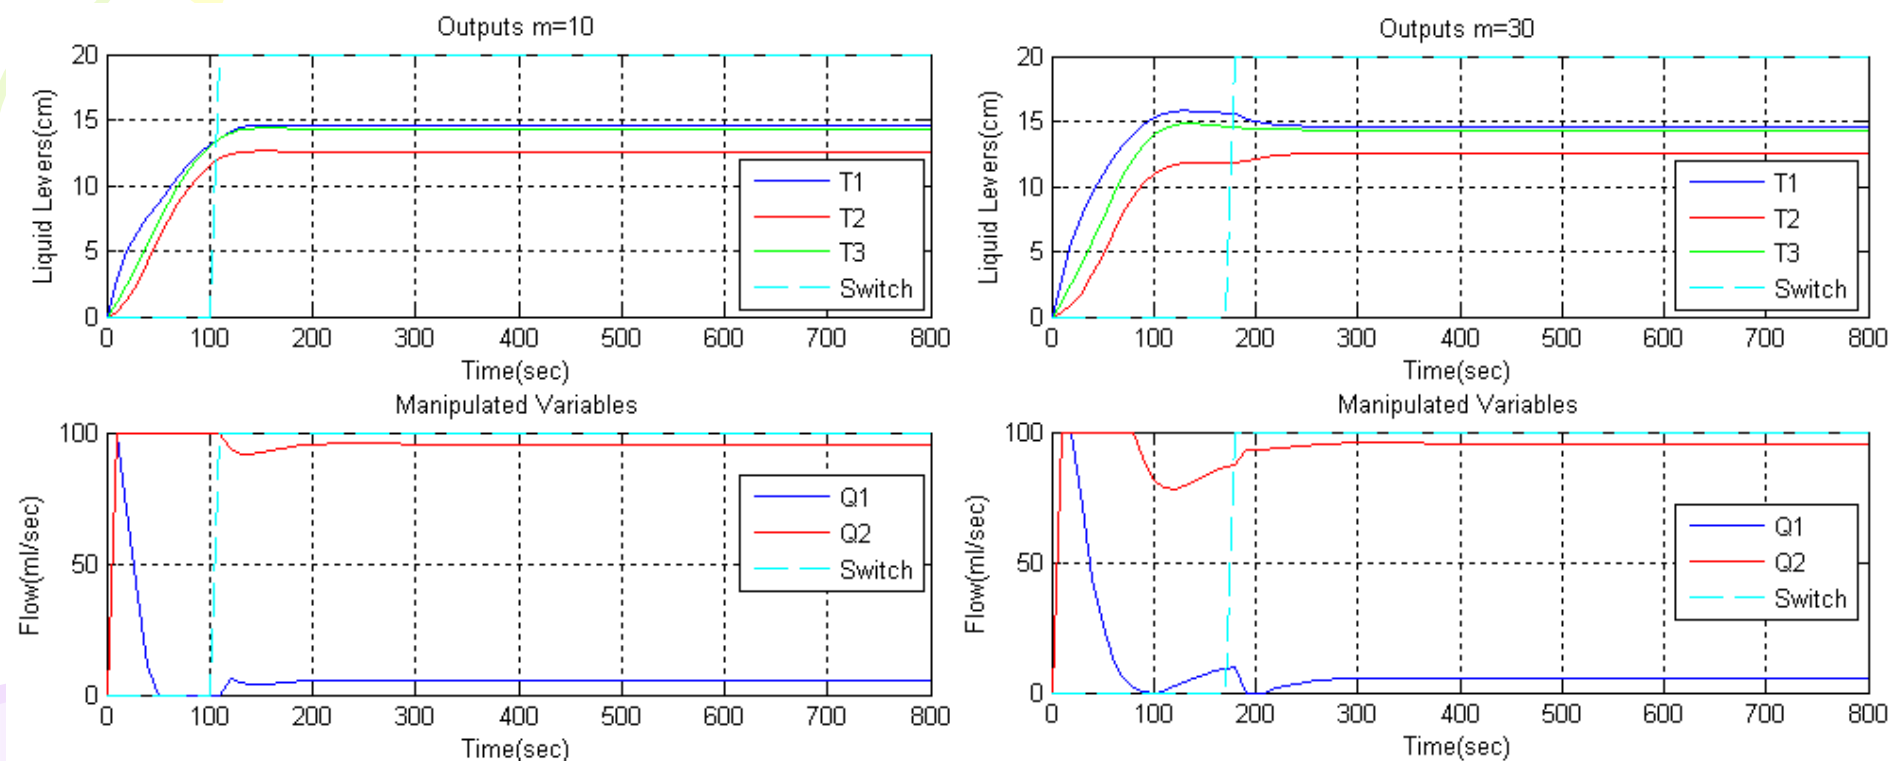 Outputs m=10
20
15
10
5
0
Liquid Levers(cm)
T1
T2
T3
Switch
0 100 200 300 400 500 600 700 800
Time(sec)
Outputs m=30
20
15
10
5
0
Liquid Levers(cm)
T1
T2
T3
Switch
0 100 200 300 400 500 600 700 800
Time(sec)
Manipulated Variables
100
50
0
Flow(ml/sec)
Q1
Q2
Switch
0 100 200 300 400 500 600 700 800
Time(sec)
Manipulated Variables
100
50
0
Flow(ml/sec)
Q1
Q2
Switch
0 100 200 300 400 500 600 700 800
Time(sec)